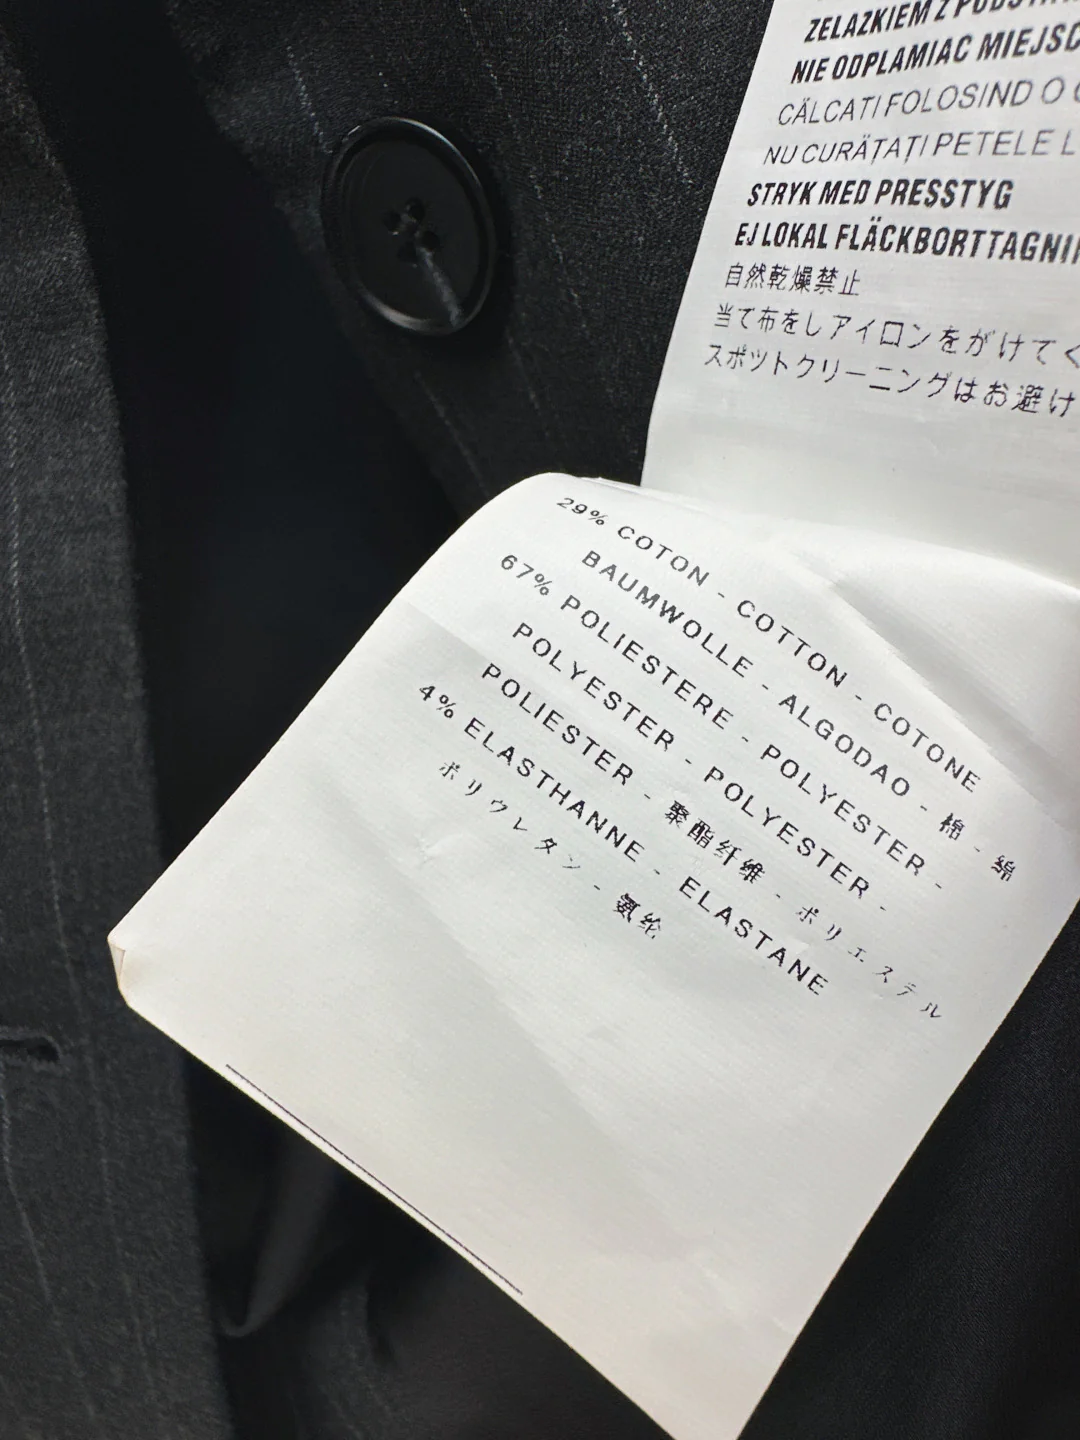 ZELAZKIEM Z
NIE ODPLAMIAC MIEJSC
CĂLCAȚI FOLOSIND O
NU CURĂȚAȚI PETELE L
STRYK MED PRESSTYG
EJ LOKAL FLÄCKBORTTAGNI
自然乾燥禁止
当て布をしアイロンをがけてく
スポットクリーニングはお避け
29% COTON - COTTON - COTONE
BAUMWOLLE - ALGODAO - 棉 - 綿
67% POLIESTERE - POLYESTER -
POLYESTER - POLYESTER -
POLIESTER - 聚酯纤维 - ポリエステル
4% ELASTHANNE - ELASTANE
ポリウレタン - 氨纶